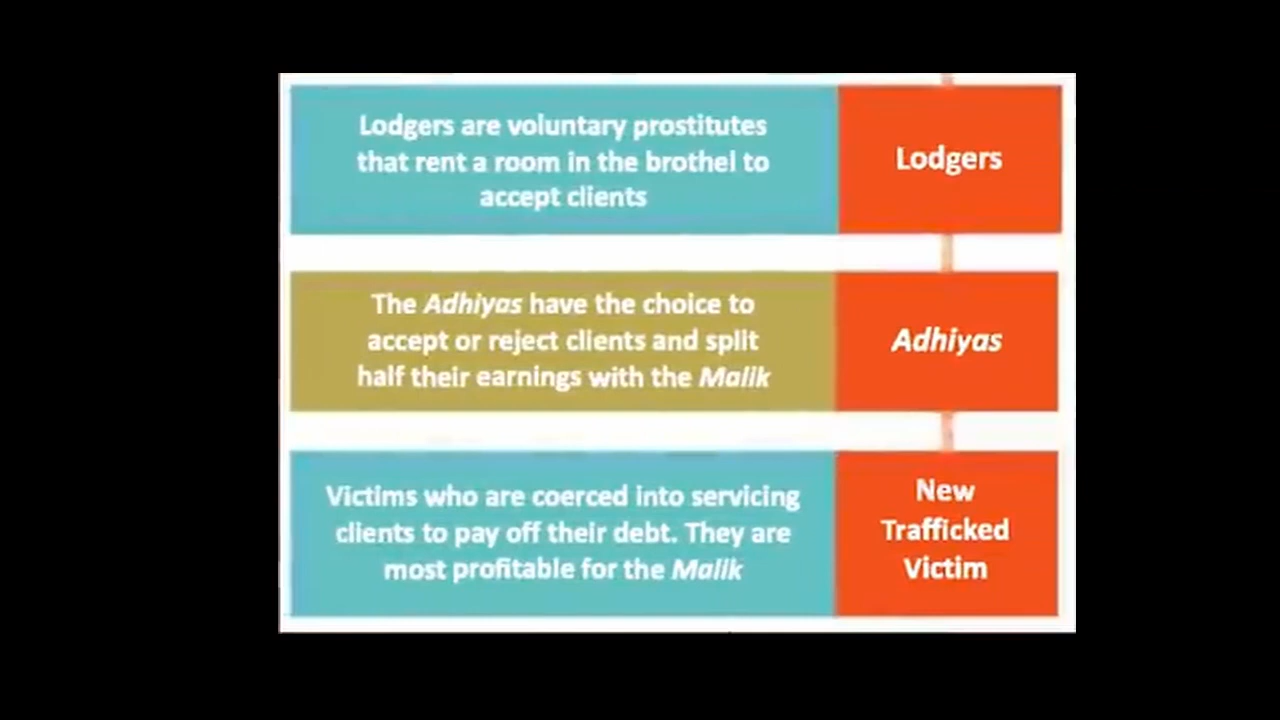 Lodgers are voluntary prostitutes
that rent a room in the brothel to
accept clients
Lodgers
The Adhiyas have the choice to
accept or reject clients and split
half their earnings with the Malik
Adhiyas
Victims who are coerced into servicing
clients to pay off their debt. They are
most profitable for the Malik
New
Trafficked
Victim